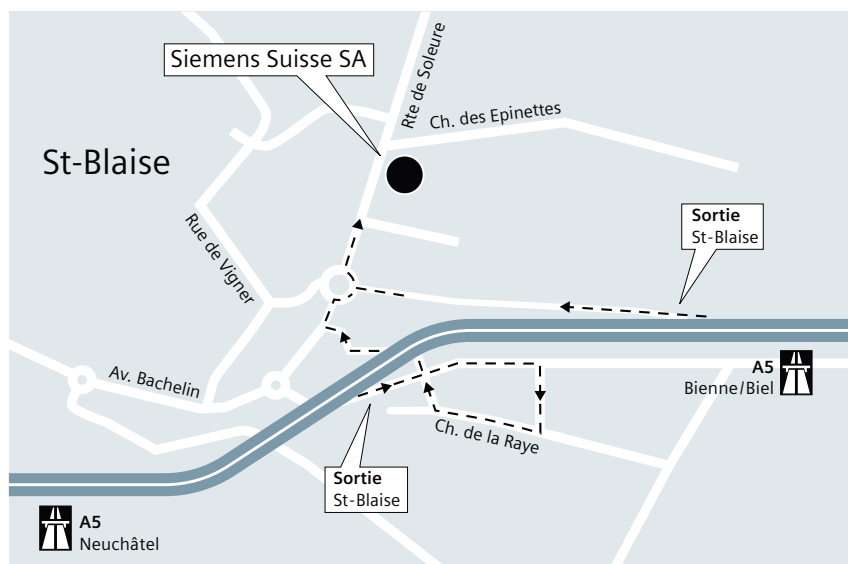 Siemens Suisse SA
Rte de Soleure
Ch. des Epinettes
St-Blaise
Rue de Vigner
Sortie
St-Blaise
Av. Bachelin
A5
Bienne/Biel
Ch. de la Raye
Sortie
St-Blaise
A5
Neuchâtel